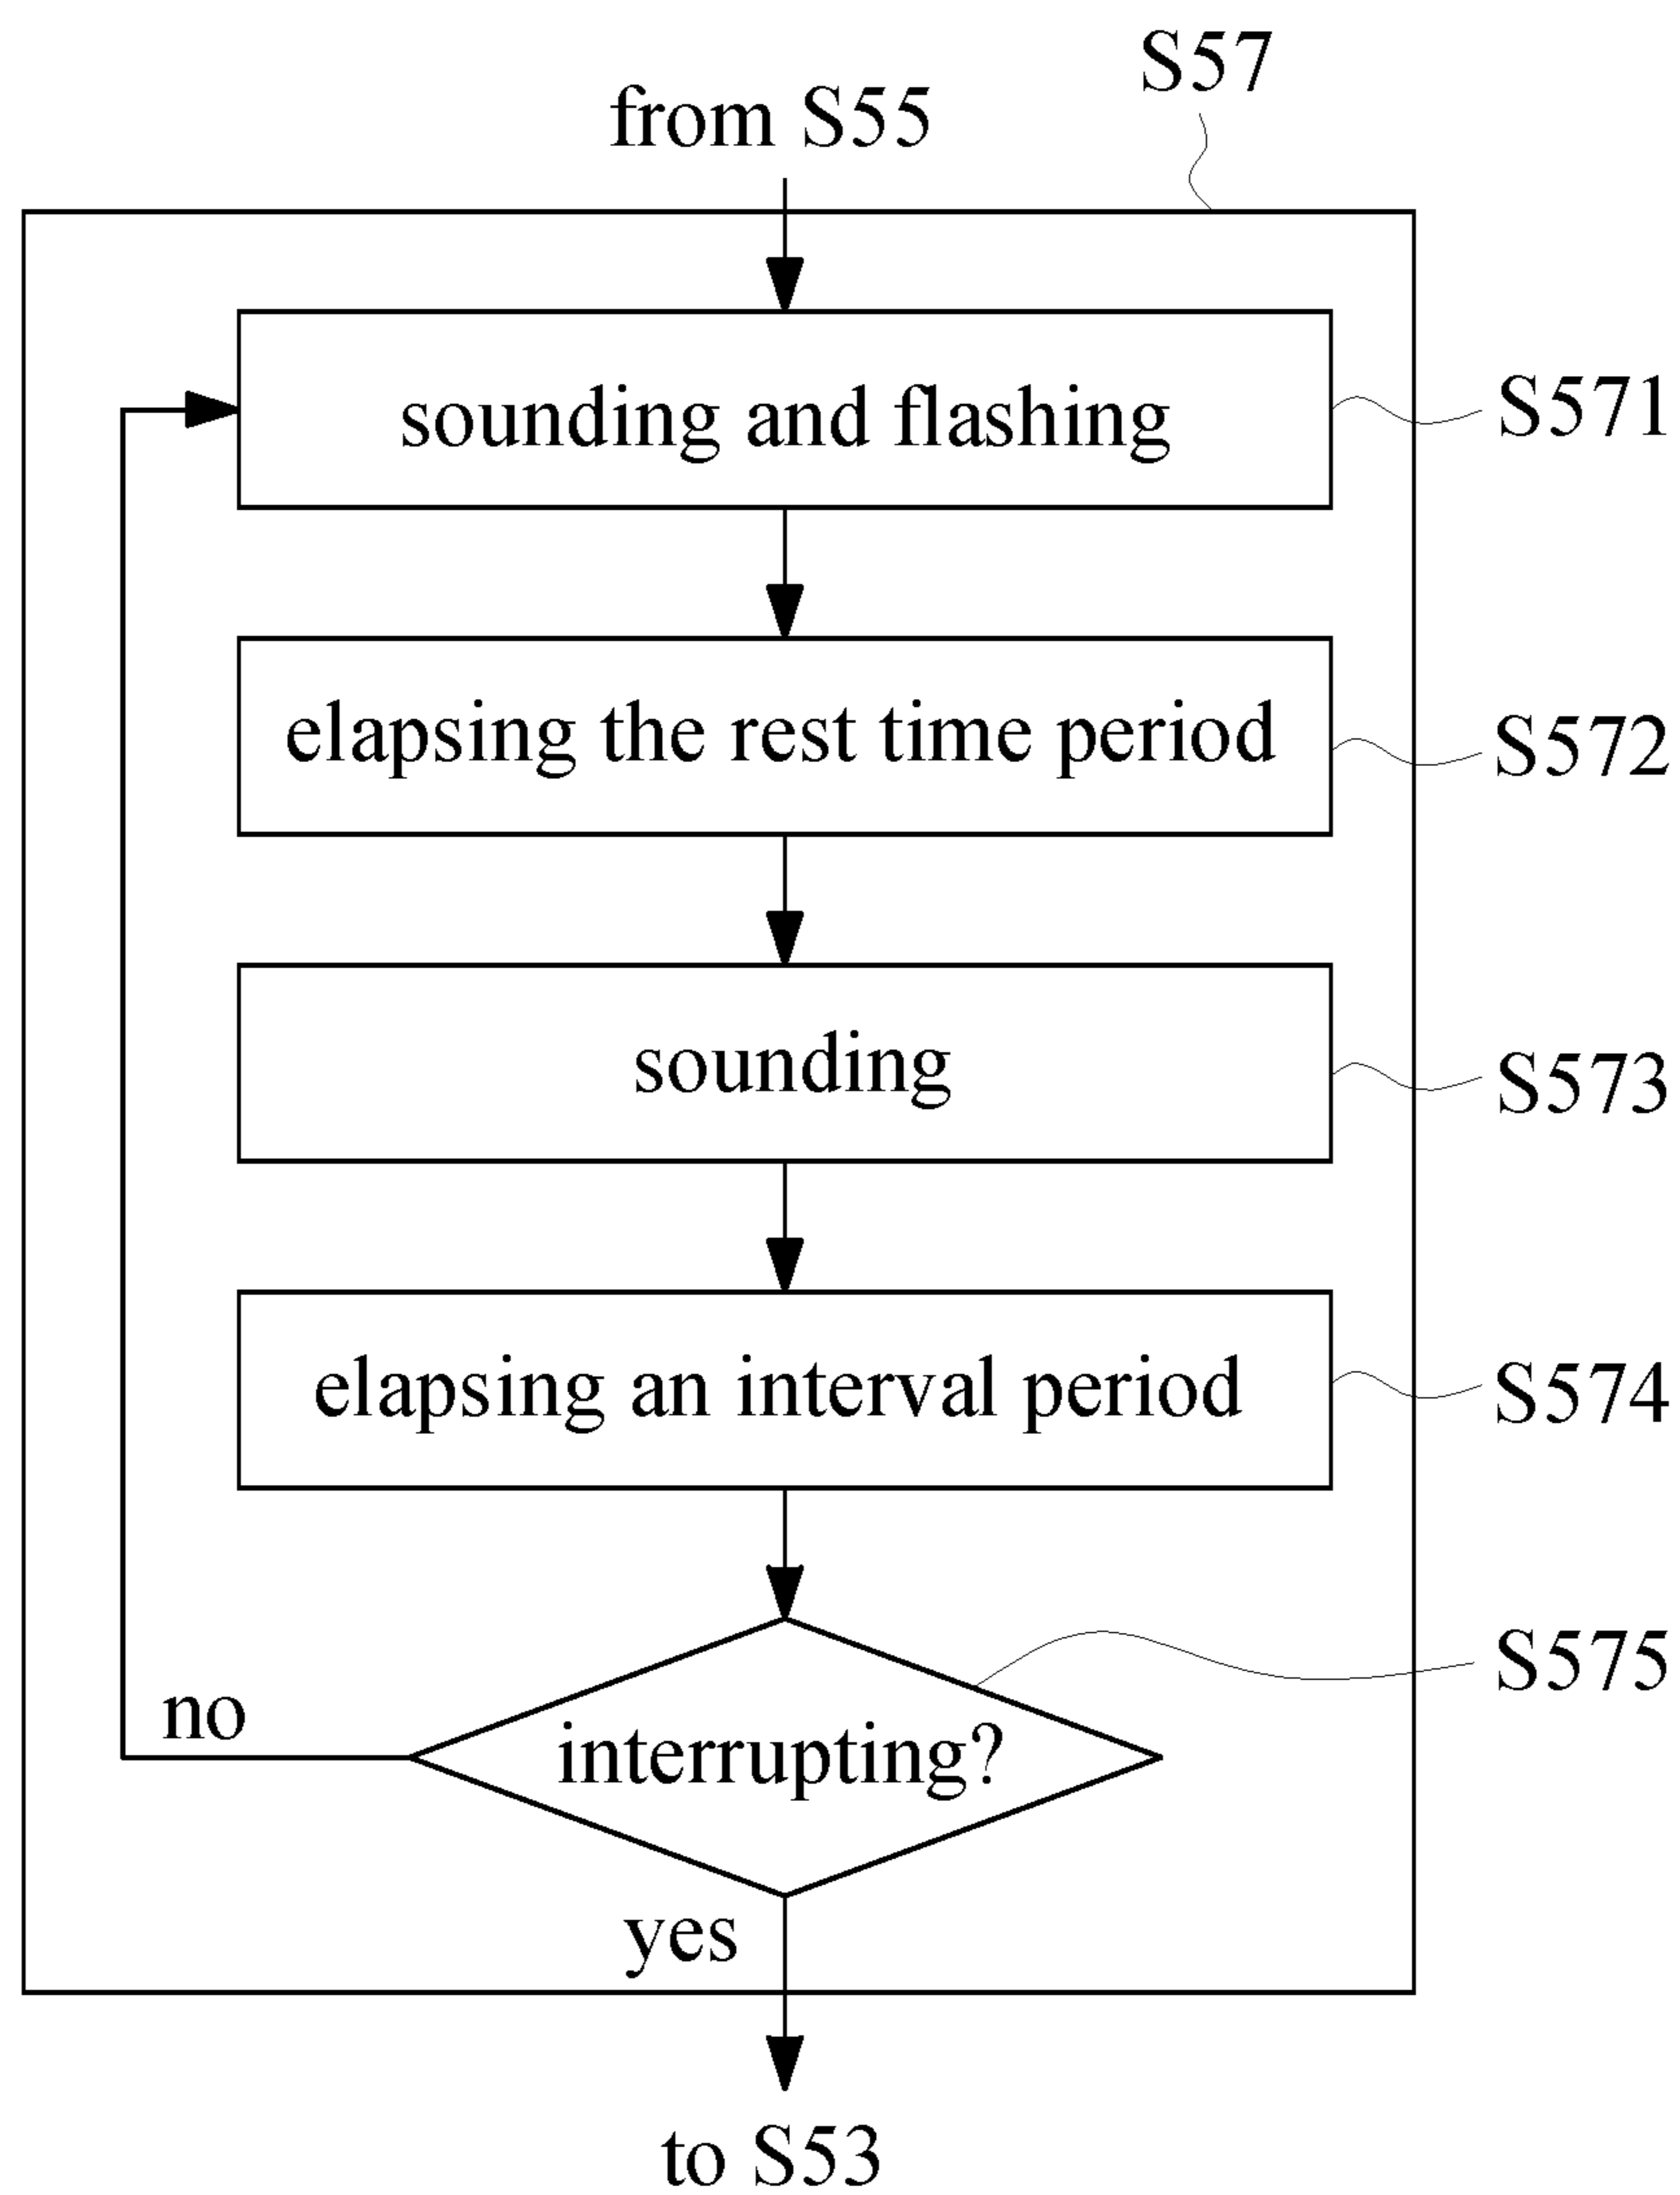 S57
from S55
sounding and flashing
S571
elapsing the rest time period
S572
sounding
S573
elapsing an interval period
S574
S575
interrupting?
no
yes
to S53